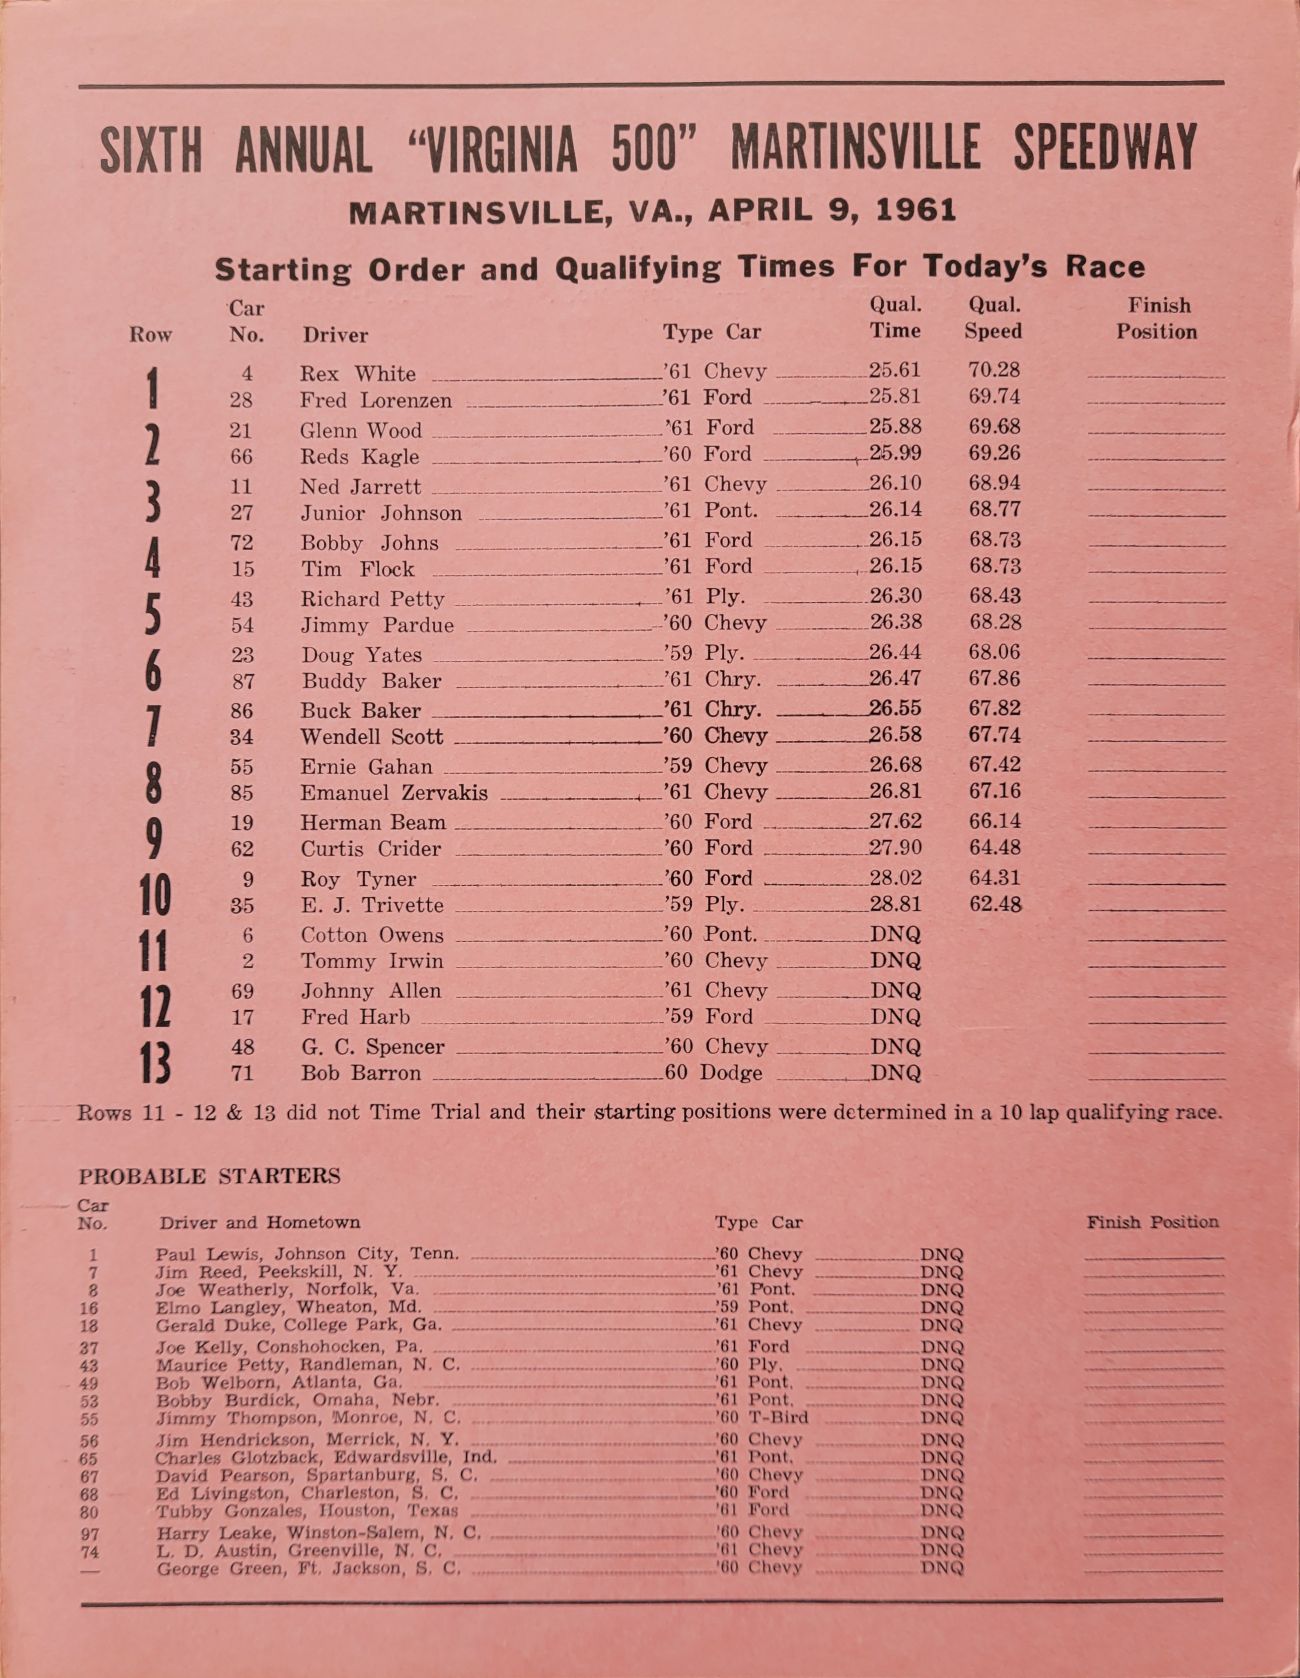 SIXTH ANNUAL “VIRGINIA 500” MARTINSVILLE SPEEDWAY
MARTINSVILLE, VA., APRIL 9, 1961
Starting Order and Qualifying Times For Today's Race
Row Car No. Driver Type Car Qual. Time Qual. Speed Finish Position
1 4 Rex White '61 Chevy 25.61 70.28
28 Fred Lorenzen '61 Ford 25.81 69.74
2 21 Glenn Wood '61 Ford 25.88 69.68
66 Reds Kagle '60 Ford 25.99 69.26
3 11 Ned Jarrett '61 Chevy 26.10 68.94
27 Junior Johnson '61 Pont. 26.14 68.77
4 72 Bobby Johns '61 Ford 26.15 68.73
15 Tim Flock '61 Ford 26.15 68.73
5 43 Richard Petty '61 Ply. 26.30 68.43
54 Jimmy Pardue '60 Chevy 26.38 68.28
6 23 Doug Yates '59 Ply. 26.44 68.06
87 Buddy Baker '61 Chry. 26.47 67.86
7 86 Buck Baker '61 Chry. 26.55 67.82
34 Wendell Scott '60 Chevy 26.58 67.74
8 55 Ernie Gahan '59 Chevy 26.68 67.42
85 Emanuel Zervakis '61 Chevy 26.81 67.16
9 19 Herman Beam '60 Ford 27.62 66.14
62 Curtis Crider '60 Ford 27.90 64.48
10 9 Roy Tyner '60 Ford 28.02 64.31
35 E. J. Trivette '59 Ply. 28.81 62.48
11 6 Cotton Owens '60 Pont. DNQ
2 Tommy Irwin '60 Chevy DNQ
12 69 Johnny Allen '61 Chevy DNQ
17 Fred Harb '59 Ford DNQ
13 48 G. C. Spencer '60 Chevy DNQ
71 Bob Barron 60 Dodge DNQ
Rows 11 - 12 & 13 did not Time Trial and their starting positions were determined in a 10 lap qualifying race.
PROBABLE STARTERS
Car No. Driver and Hometown Type Car Finish Position
1 Paul Lewis, Johnson City, Tenn. '60 Chevy DNQ
7 Jim Reed, Peekskill, N. Y. '61 Chevy DNQ
8 Joe Weatherly, Norfolk, Va. '61 Pont. DNQ
16 Elmo Langley, Wheaton, Md. '59 Pont. DNQ
18 Gerald Duke, College Park, Ga. '61 Chevy DNQ
37 Joe Kelly, Conshohocken, Pa. '61 Ford DNQ
43 Maurice Petty, Randleman, N. C. '60 Ply. DNQ
49 Bob Welborn, Atlanta, Ga. '61 Pont. DNQ
53 Bobby Burdick, Omaha, Nebr. '61 Pont. DNQ
55 Jimmy Thompson, Monroe, N. C. '60 T-Bird DNQ
56 Jim Hendrickson, Merrick, N. Y. '60 Chevy DNQ
65 Charles Glotzback, Edwardsville, Ind. '61 Pont. DNQ
67 David Pearson, Spartanburg, S. C. '60 Chevy DNQ
68 Ed Livingston, Charleston, S. C. '60 Ford DNQ
80 Tubby Gonzales, Houston, Texas '61 Ford DNQ
97 Harry Leake, Winston-Salem, N. C. '60 Chevy DNQ
74 L. D. Austin, Greenville, N. C. '61 Chevy DNQ
— George Green, Ft. Jackson, S. C. '60 Chevy DNQ